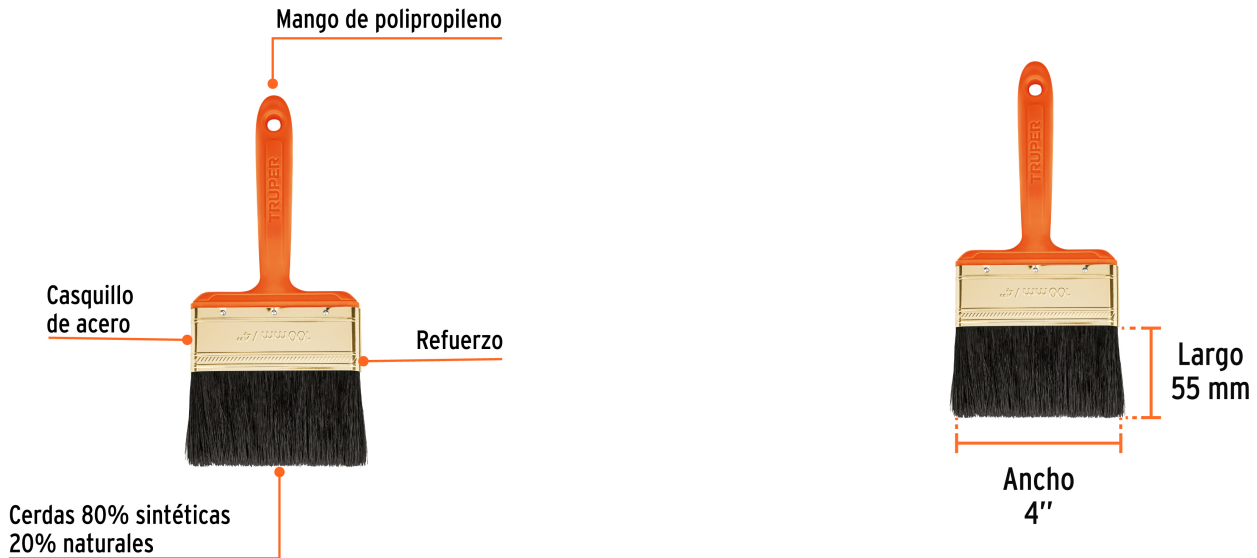 Mango de polipropileno
TRUPER
Casquillo
de acero
100mm / 4"
Refuerzo
Cerdas 80% sintéticas
20% naturales
TRUPER
100mm / 4"
Largo
55 mm
Ancho
4’’